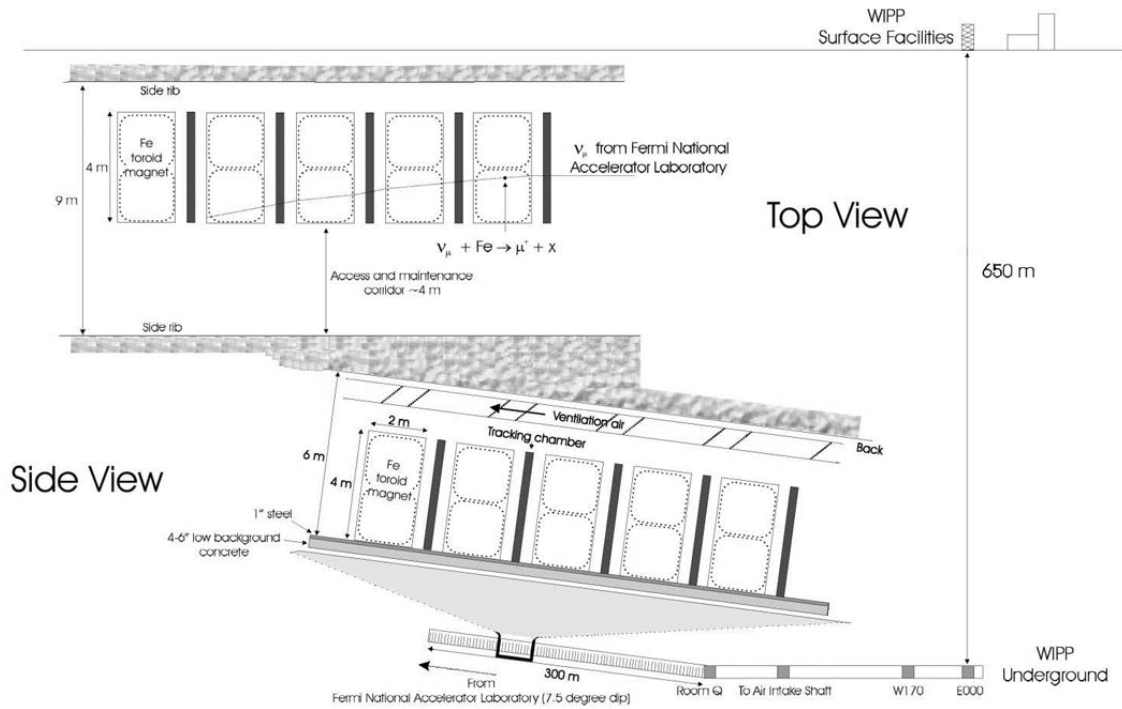 WIPP
Surface Facilities
Side rib
Fe
toroid
magnet
4 m
9 m
νμ from Fermi National
Accelerator Laboratory
Top View
νμ + Fe → μ⁺ + x
650 m
Access and maintenance
corridor ~4 m
Side rib
Ventilation air
Back
2 m
Tracking chamber
6 m
Side View
Fe
toroid
magnet
4 m
1" steel
4-6" low background
concrete
300 m
From
Fermi National Accelerator Laboratory (7.5 degree dip)
Room Q
To Air Intake Shaft
W170
E000
WIPP
Underground